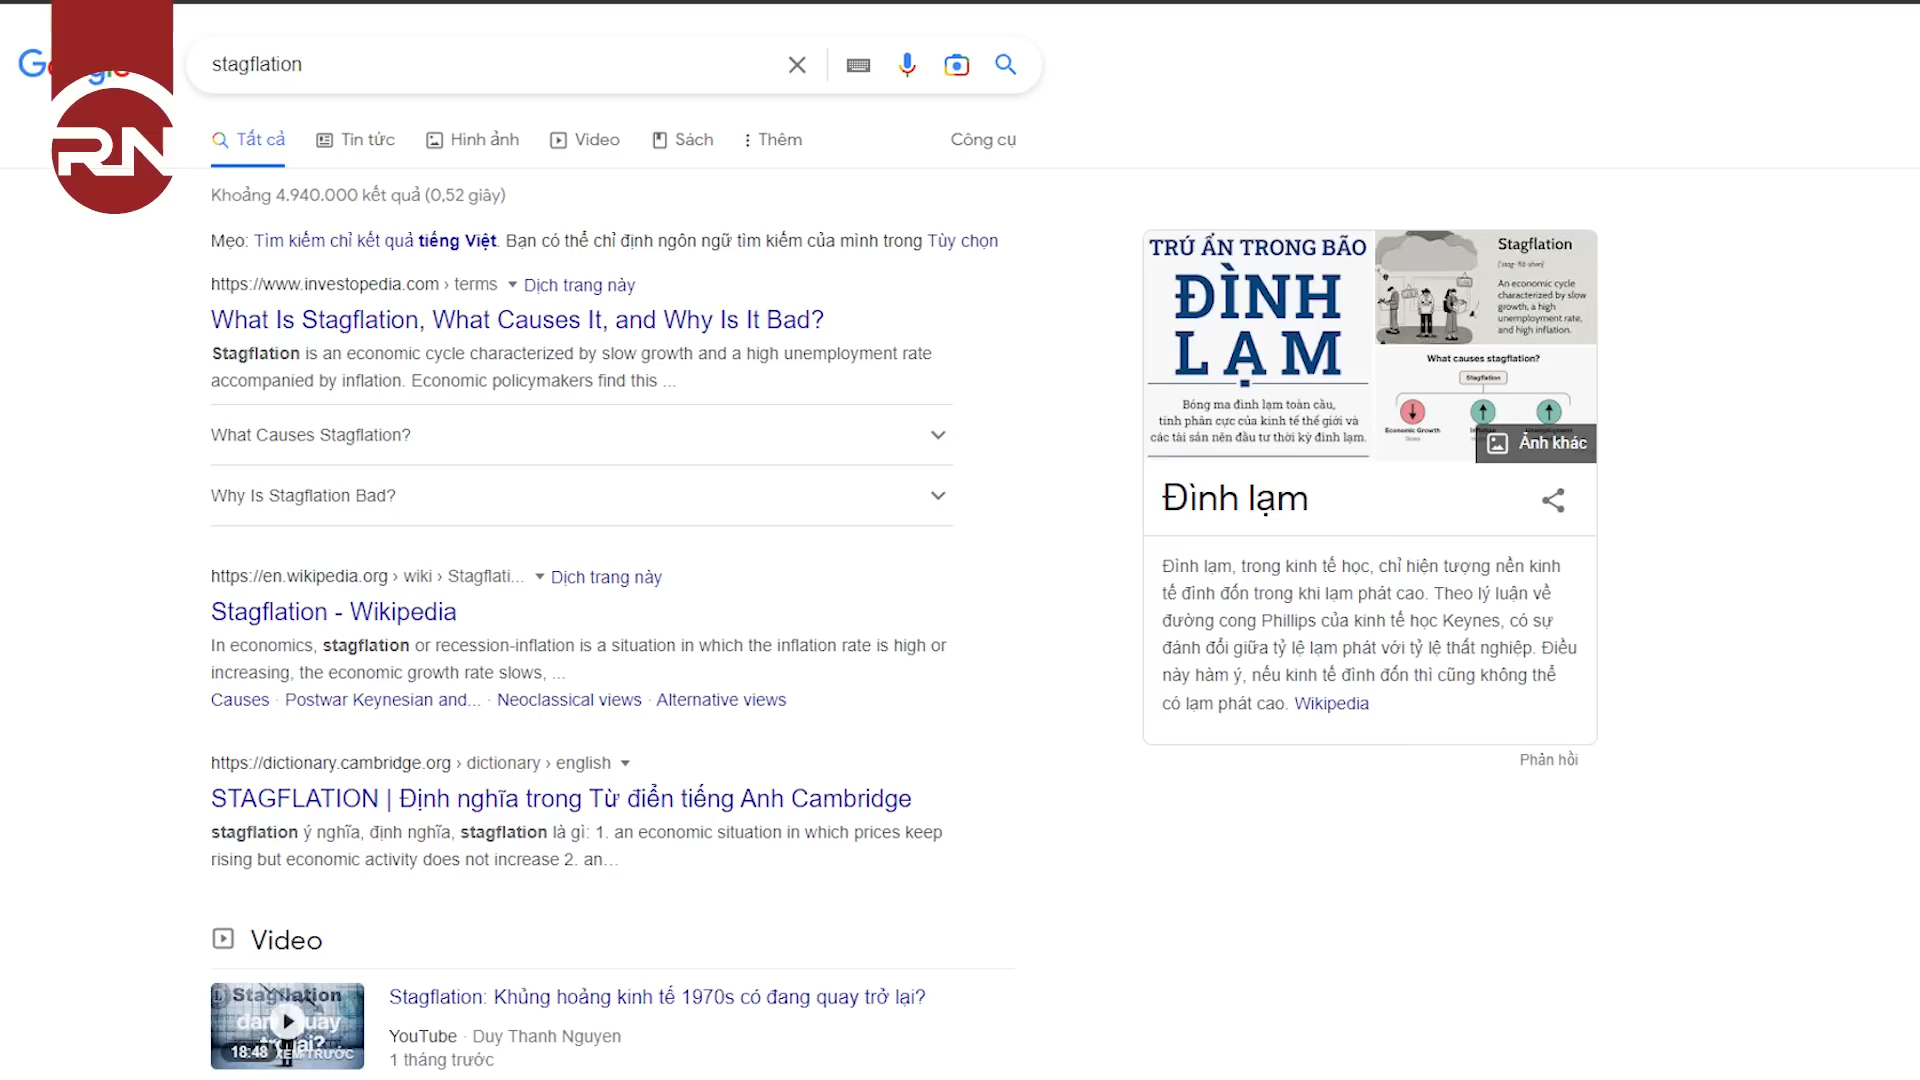 stagflation
Tất cả
Tin tức
Hình ảnh
Video
Sách
Thêm
Công cụ
RN
Khoảng 4.940.000 kết quả (0,52 giây)
Mẹo: Tìm kiếm chỉ kết quả tiếng Việt. Bạn có thể chỉ định ngôn ngữ tìm kiếm của mình trong Tùy chọn
https://www.investopedia.com › terms Dịch trang này
What Is Stagflation, What Causes It, and Why Is It Bad?
Stagflation is an economic cycle characterized by slow growth and a high unemployment rate
accompanied by inflation. Economic policymakers find this ...
What Causes Stagflation?
Why Is Stagflation Bad?
https://en.wikipedia.org › wiki › Stagflati... Dịch trang này
Stagflation - Wikipedia
In economics, stagflation or recession-inflation is a situation in which the inflation rate is high or
increasing, the economic growth rate slows, ...
Causes · Postwar Keynesian and... · Neoclassical views · Alternative views
https://dictionary.cambridge.org › dictionary › english
STAGFLATION | Định nghĩa trong Từ điển tiếng Anh Cambridge
stagflation ý nghĩa, định nghĩa, stagflation là gì: 1. an economic situation in which prices keep
rising but economic activity does not increase 2. an…
Video
Stagflation
đang quay
trở lại?
18:48 XEM TRƯỚC
Stagflation: Khủng hoảng kinh tế 1970s có đang quay trở lại?
YouTube · Duy Thanh Nguyen
1 tháng trước
TRÚ ẨN TRONG BÃO
ĐÌNH
LẠM
Bóng ma đình lạm toàn cầu,
tính phân cực của kinh tế thế giới và
các tài sản nên đầu tư thời kỳ đình lạm.
Stagflation
An economic cycle
characterized by slow
growth, a high
unemployment rate,
and high inflation.
What causes stagflation?
Stagflation
Economic Growth
Slows
Ảnh khác
Đình lạm
Đình lạm, trong kinh tế học, chỉ hiện tượng nền kinh
tế đình đốn trong khi lạm phát cao. Theo lý luận về
đường cong Phillips của kinh tế học Keynes, có sự
đánh đổi giữa tỷ lệ lạm phát với tỷ lệ thất nghiệp. Điều
này hàm ý, nếu kinh tế đình đốn thì cũng không thể
có lạm phát cao. Wikipedia
Phản hồi